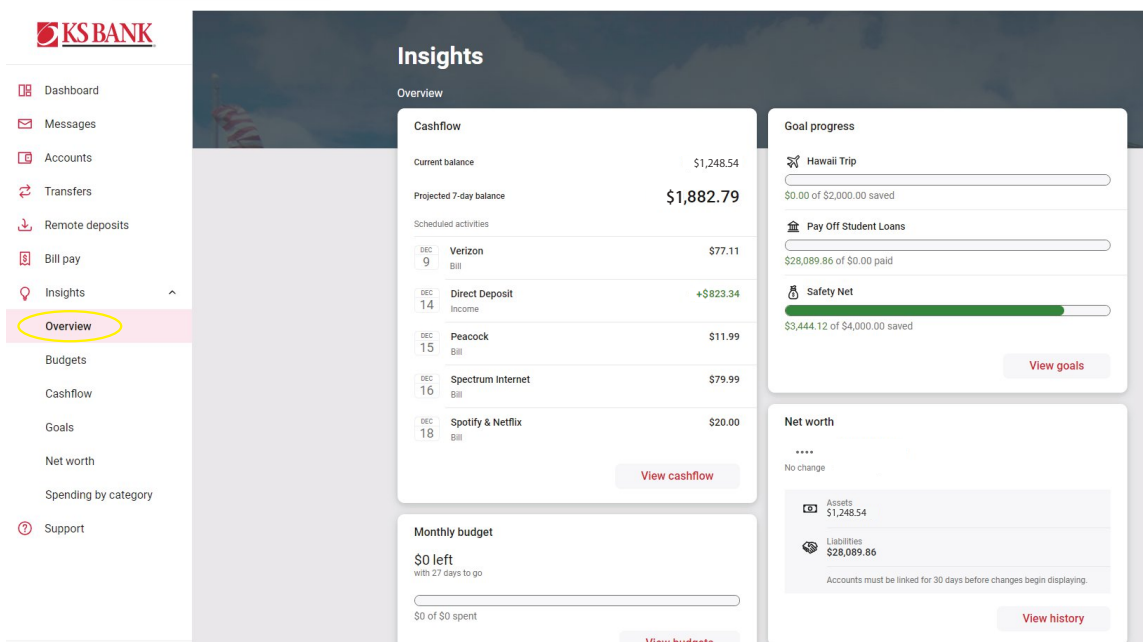 KS BANK
Dashboard
Messages
Accounts
Transfers
Remote deposits
Bill pay
Insights
Overview
Budgets
Cashflow
Goals
Net worth
Spending by category
Support
Insights
Overview
Cashflow
Current balance $1,248.54
Projected 7-day balance $1,882.79
Scheduled activities
DEC 9 Verizon $77.11
Bill
DEC 14 Direct Deposit +$823.34
Income
DEC 15 Peacock $11.99
Bill
DEC 16 Spectrum Internet $79.99
Bill
DEC 18 Spotify & Netflix $20.00
Bill
View cashflow
Monthly budget
$0 left
with 27 days to go
$0 of $0 spent
View budgets
Goal progress
Hawaii Trip
$0.00 of $2,000.00 saved
Pay Off Student Loans
$28,089.86 of $0.00 paid
Safety Net
$3,444.12 of $4,000.00 saved
View goals
Net worth
••••
No change
Assets
$1,248.54
Liabilities
$28,089.86
Accounts must be linked for 30 days before changes begin displaying.
View history